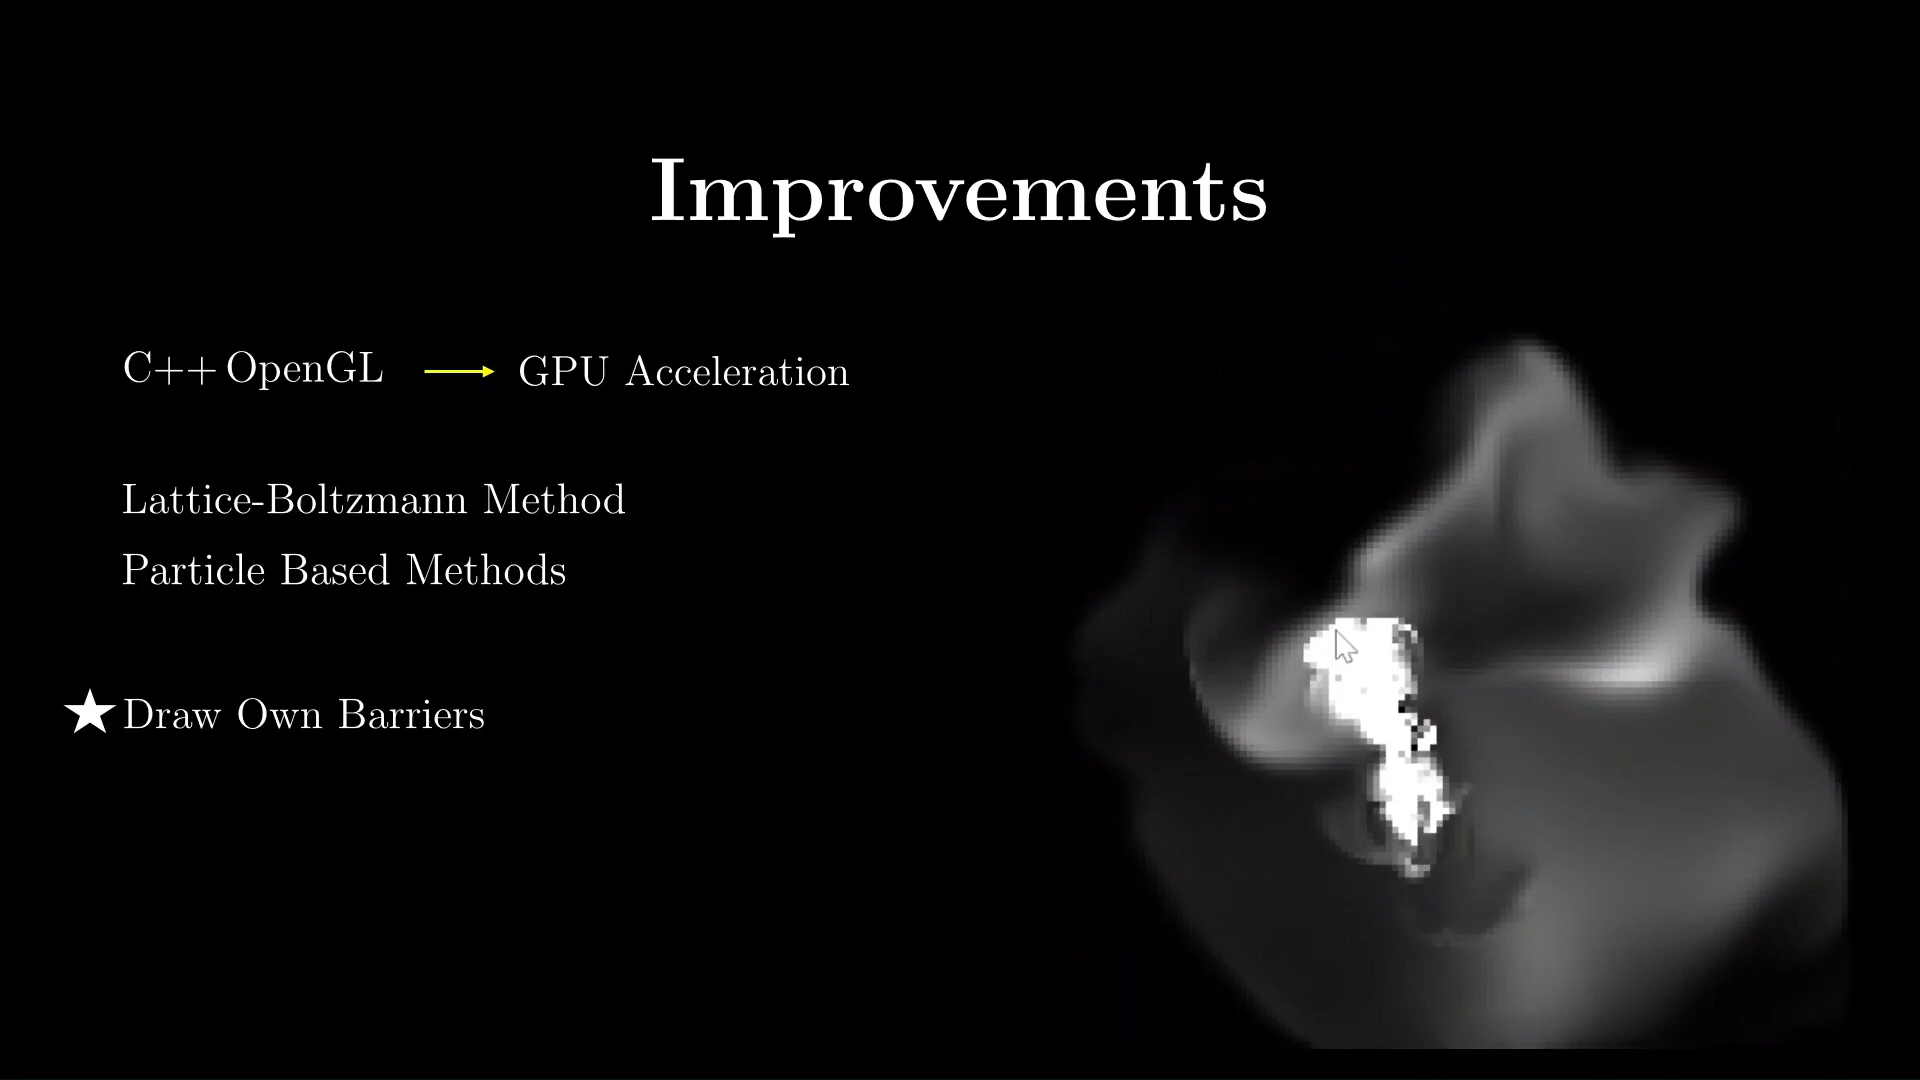 Improvements
C++ OpenGL → GPU Acceleration
Lattice-Boltzmann Method
Particle Based Methods
★ Draw Own Barriers